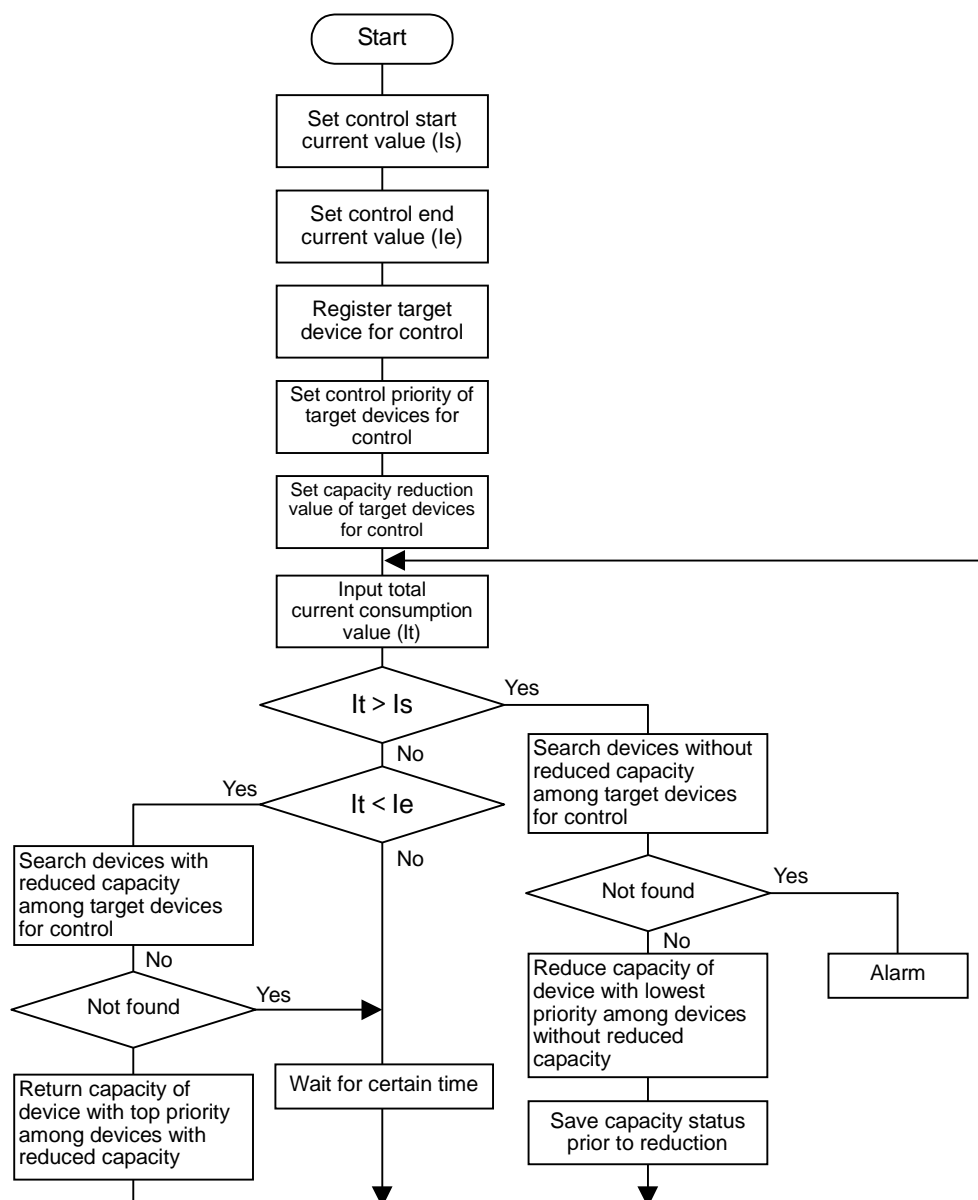 Start
Set control start
current value (Is)
Set control end
current value (Ie)
Register target
device for control
Set control priority of
target devices for
control
Set capacity reduction
value of target devices
for control
Input total
current consumption
value (It)
It > Is
Yes
No
Search devices without
reduced capacity
among target devices
for control
It < Ie
Yes
No
Search devices with
reduced capacity
among target devices
for control
Not found
Yes
No
Alarm
No
Not found
Yes
Reduce capacity of
device with lowest
priority among devices
without reduced
capacity
Return capacity of
device with top priority
among devices with
reduced capacity
Wait for certain time
Save capacity status
prior to reduction